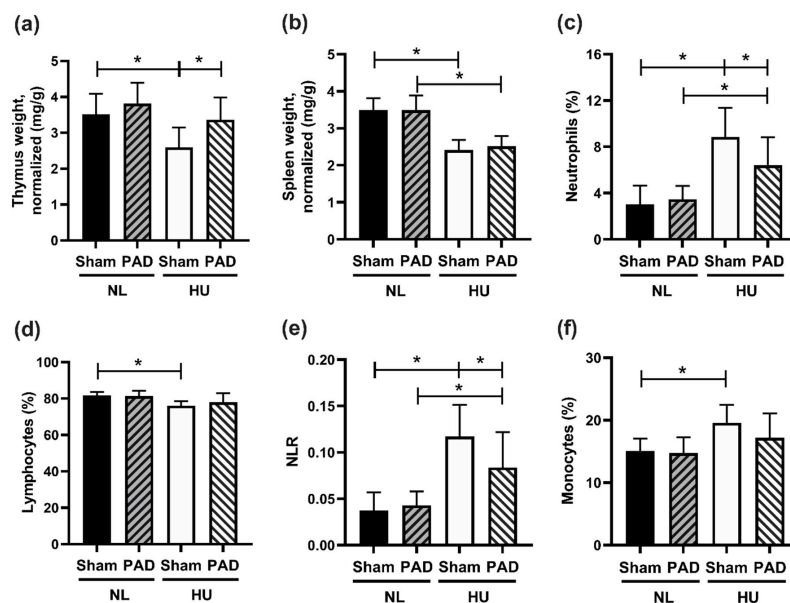 (a)
Thymus weight,
normalized (mg/g)
5
4
3
2
1
0
*
*
Sham PAD Sham PAD
NL HU
(b)
Spleen weight,
normalized (mg/g)
5
4
3
2
1
0
*
*
Sham PAD Sham PAD
NL HU
(c)
Neutrophils (%)
16
12
8
4
0
*
*
*
Sham PAD Sham PAD
NL HU
(d)
Lymphocytes (%)
100
80
60
40
20
0
*
Sham PAD Sham PAD
NL HU
(e)
NLR
0.20
0.15
0.10
0.05
0.00
*
*
*
Sham PAD Sham PAD
NL HU
(f)
Monocytes (%)
30
20
10
0
*
Sham PAD Sham PAD
NL HU